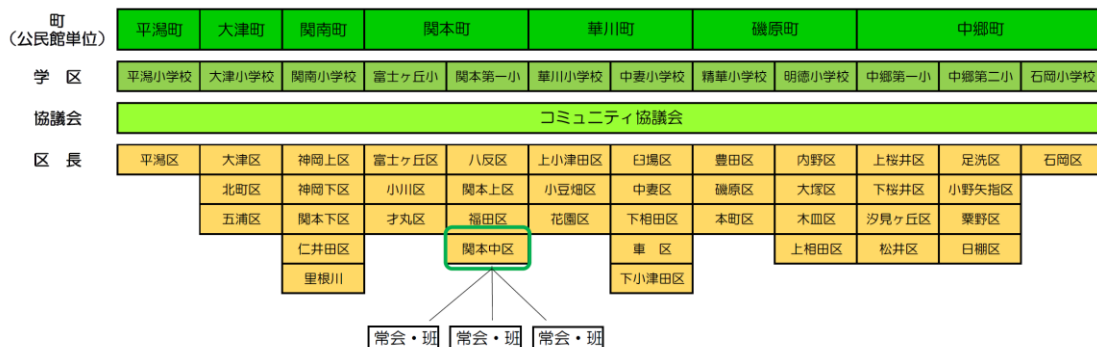 町
(公民館単位)
平潟町 大津町 関南町 関本町 華川町 磯原町 中郷町
学 区 平潟小学校 大津小学校 関南小学校 富士ヶ丘小 関本第一小 華川小学校 中妻小学校 精華小学校 明徳小学校 中郷第一小 中郷第二小 石岡小学校
協議会 コミュニティ協議会
区 長 平潟区 大津区 神岡上区 富士ヶ丘区 八反区 上小津田区 臼場区 豊田区 内野区 上桜井区 足洗区 石岡区
北町区 神岡下区 小川区 関本上区 小豆畑区 中妻区 磯原区 大塚区 下桜井区 小野矢指区
五浦区 関本下区 才丸区 福田区 花園区 下相田区 本町区 木皿区 汐見ヶ丘区 粟野区
仁井田区 関本中区 車 区 上相田区 松井区 日棚区
里根川 下小津田区
常会・班 常会・班 常会・班